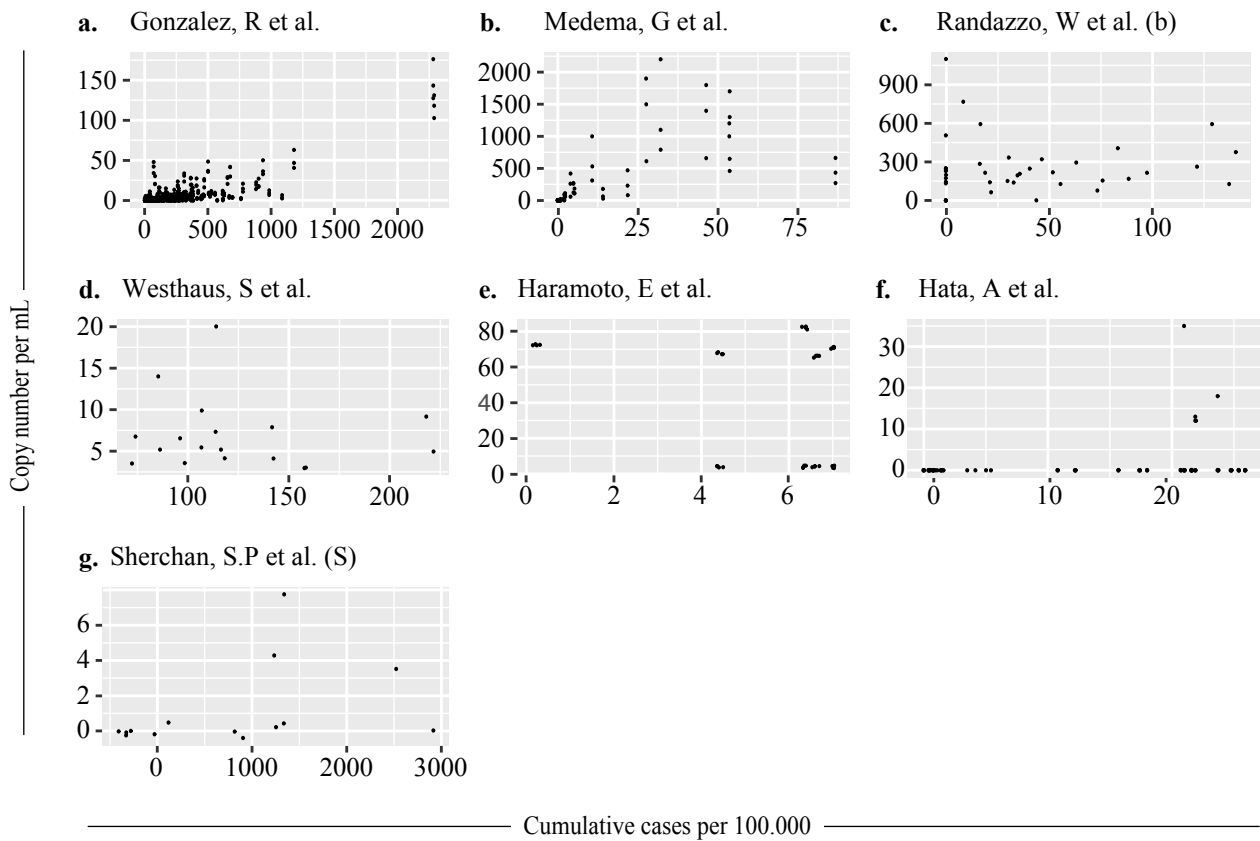 a. Gonzalez, R et al.
150
100
50
0
0 500 1000 1500 2000
b. Medema, G et al.
2000
1500
1000
500
0
0 25 50 75
c. Randazzo, W et al. (b)
900
600
300
0
0 50 100
d. Westhaus, S et al.
20
15
10
5
100 150 200
e. Haramoto, E et al.
80
60
40
20
0
0 2 4 6
f. Hata, A et al.
30
20
10
0
0 10 20
g. Sherchan, S.P et al. (S)
6
4
2
0
0 1000 2000 3000
Copy number per mL
Cumulative cases per 100.000